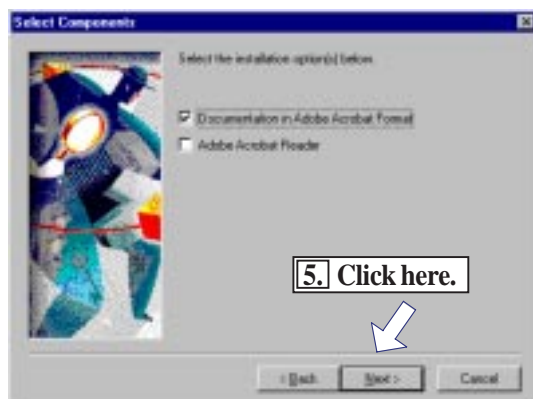 Select Components
Select the installation option(s) below.
Documentation in Adobe Acrobat Format
Adobe Acrobat Reader
5. Click here.
< Back
Next >
Cancel